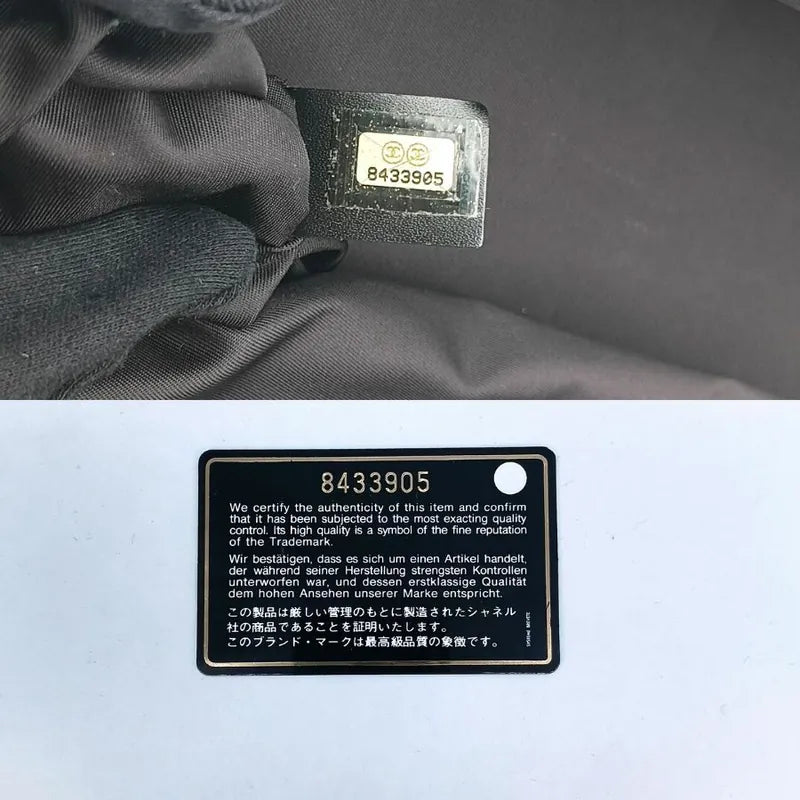 8433905
8433905
We certify the authenticity of this item and confirm
that it has been subjected to the most exacting quality
control. Its high quality is a symbol of the fine reputation
of the Trademark.
Wir bestätigen, dass es sich um einen Artikel handelt,
der während seiner Herstellung strengsten Kontrollen
unterworfen war, und dessen erstklassige Qualität
dem hohen Ansehen unserer Marke entspricht.
この製品は厳しい管理のもとに製造されたシャネル
社の商品であることを証明いたします。
このブランド・マークは最高級品質の象徴です。